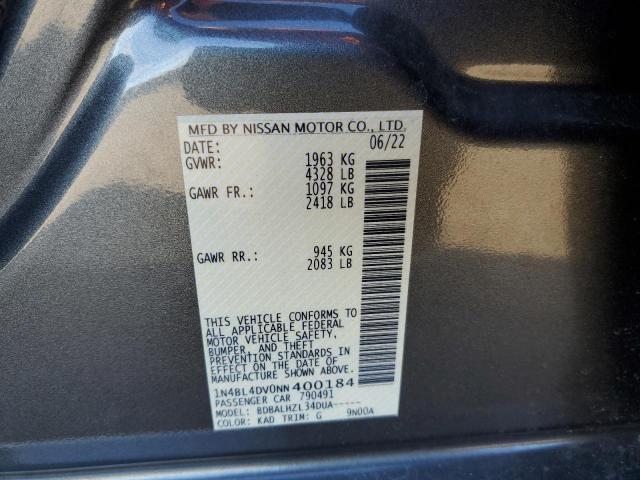 MFD BY NISSAN MOTOR CO., LTD.
DATE: 06/22
GVWR: 1963 KG
4328 LB
GAWR FR.: 1097 KG
2418 LB
GAWR RR.: 945 KG
2083 LB
THIS VEHICLE CONFORMS TO
ALL APPLICABLE FEDERAL
MOTOR VEHICLE SAFETY,
BUMPER, AND THEFT
PREVENTION STANDARDS
IN EFFECT ON THE DATE OF
MANUFACTURE SHOWN ABOVE.
1N4BL4DV0NN400184
PASSENGER CAR 790491
MODEL: BDBALHZL34DUA-----
COLOR: KAD TRIM: G 9N00A